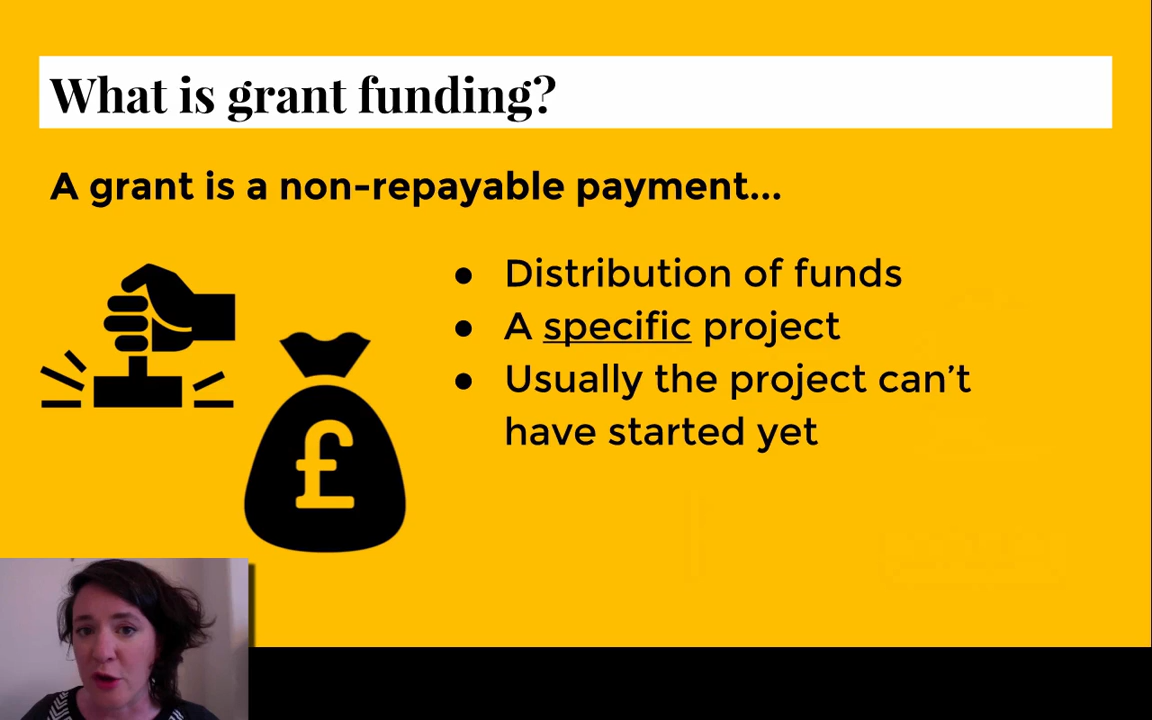 What is grant funding?
A grant is a non-repayable payment...
● Distribution of funds
● A specific project
● Usually the project can’t
have started yet
£